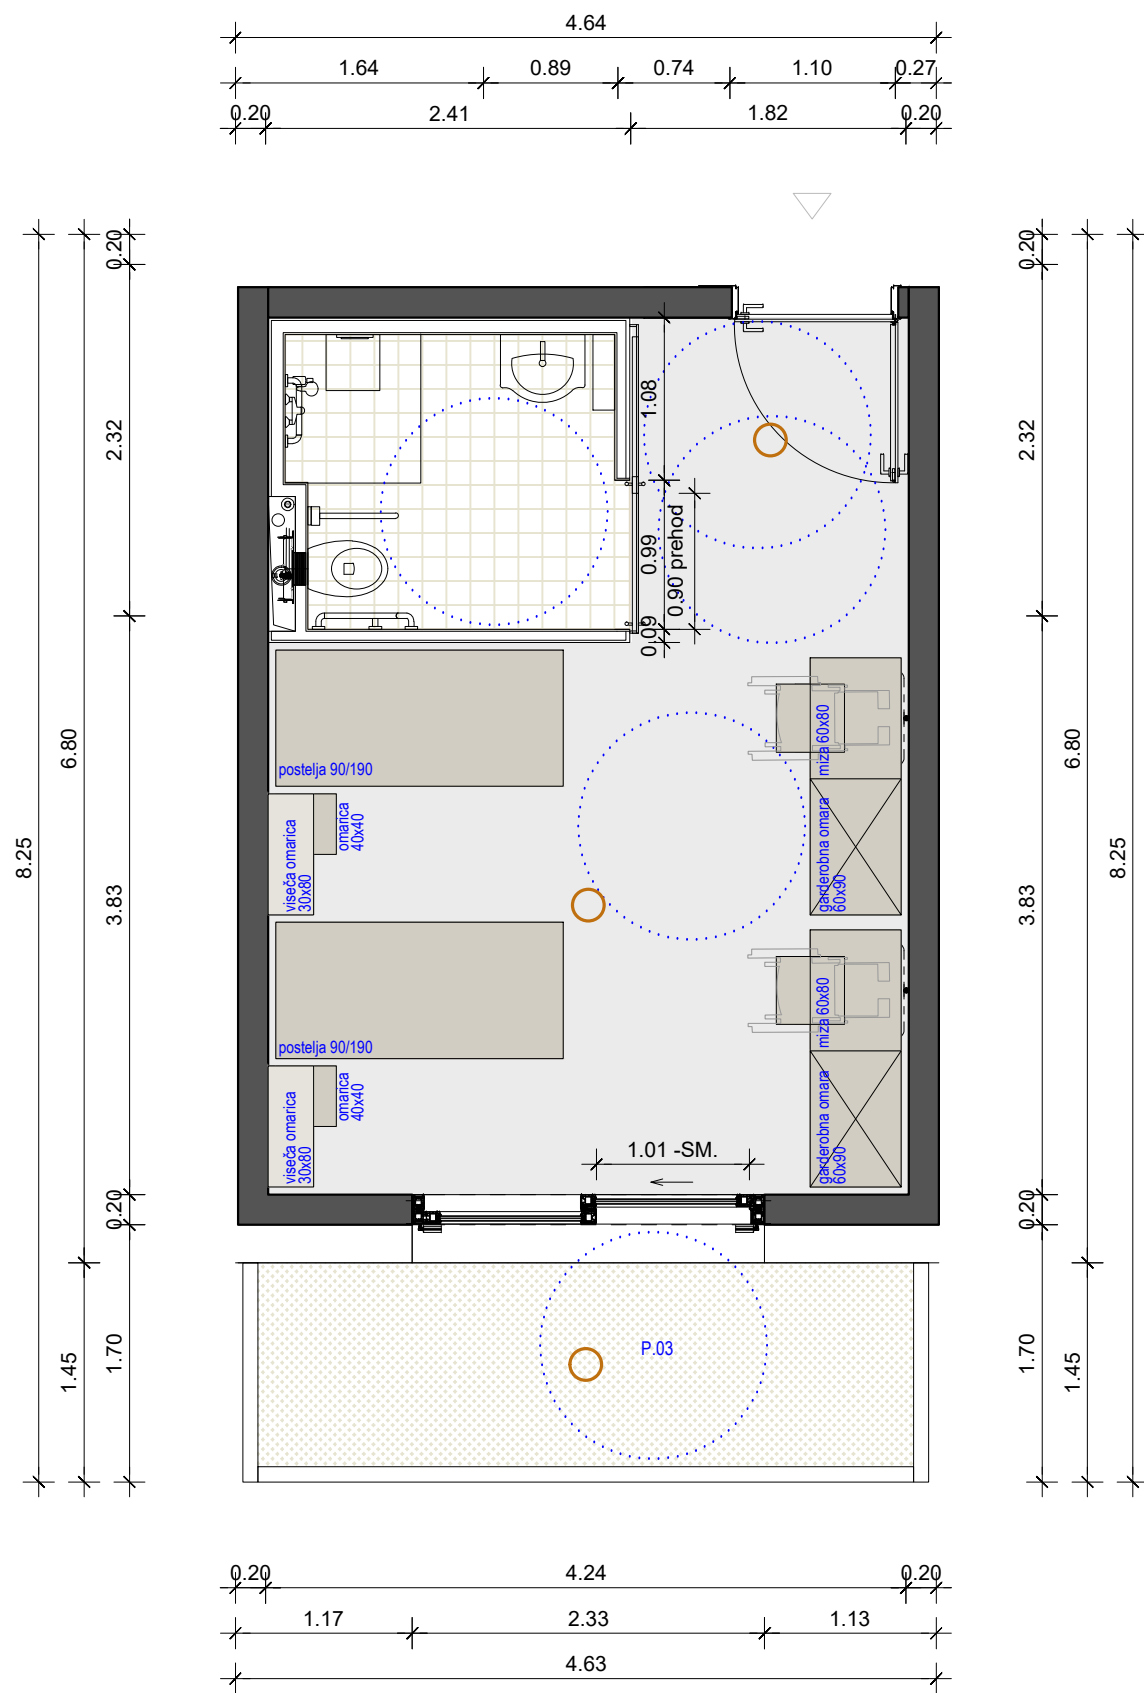 4.64
1.64 0.89 0.74 1.10 0.27
0.20 2.41 1.82 0.20
0.20
0.20
2.32
1.08
2.32
0.99
0.90 prehod
0.09
6.80
postelja 90/190
miza 60x80
6.80
8.25
3.83
viseča omarica
30x80
omarica
40x40
garderobna omara
60x90
3.83
8.25
postelja 90/190
miza 60x80
viseča omarica
30x80
omarica
40x40
garderobna omara
60x90
1.01 -SM.
0.20
0.20
1.45
1.70
P.03
1.70
1.45
0.20 4.24 0.20
1.17 2.33 1.13
4.63